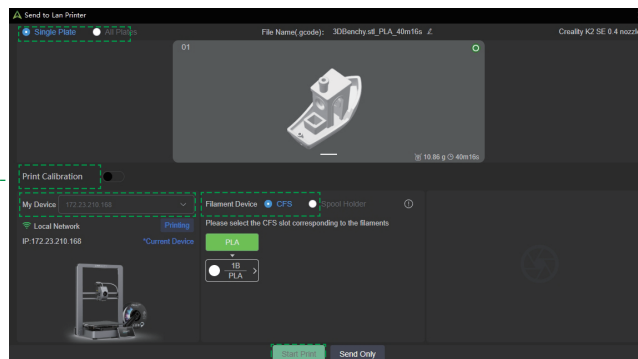 Send to Lan Printer
Single Plate All Plates File Name(.gcode): 3DBenchy.stl_PLA_40m16s Creality K2 SE 0.4 nozzle
01
10.86 g 40m16s
Print Calibration
My Device 172.23.210.168 Filament Device CFS Spool Holder
Local Network Printing Please select the CFS slot corresponding to the filaments
IP:172.23.210.168 *Current Device PLA
1B
PLA
Start Print Send Only